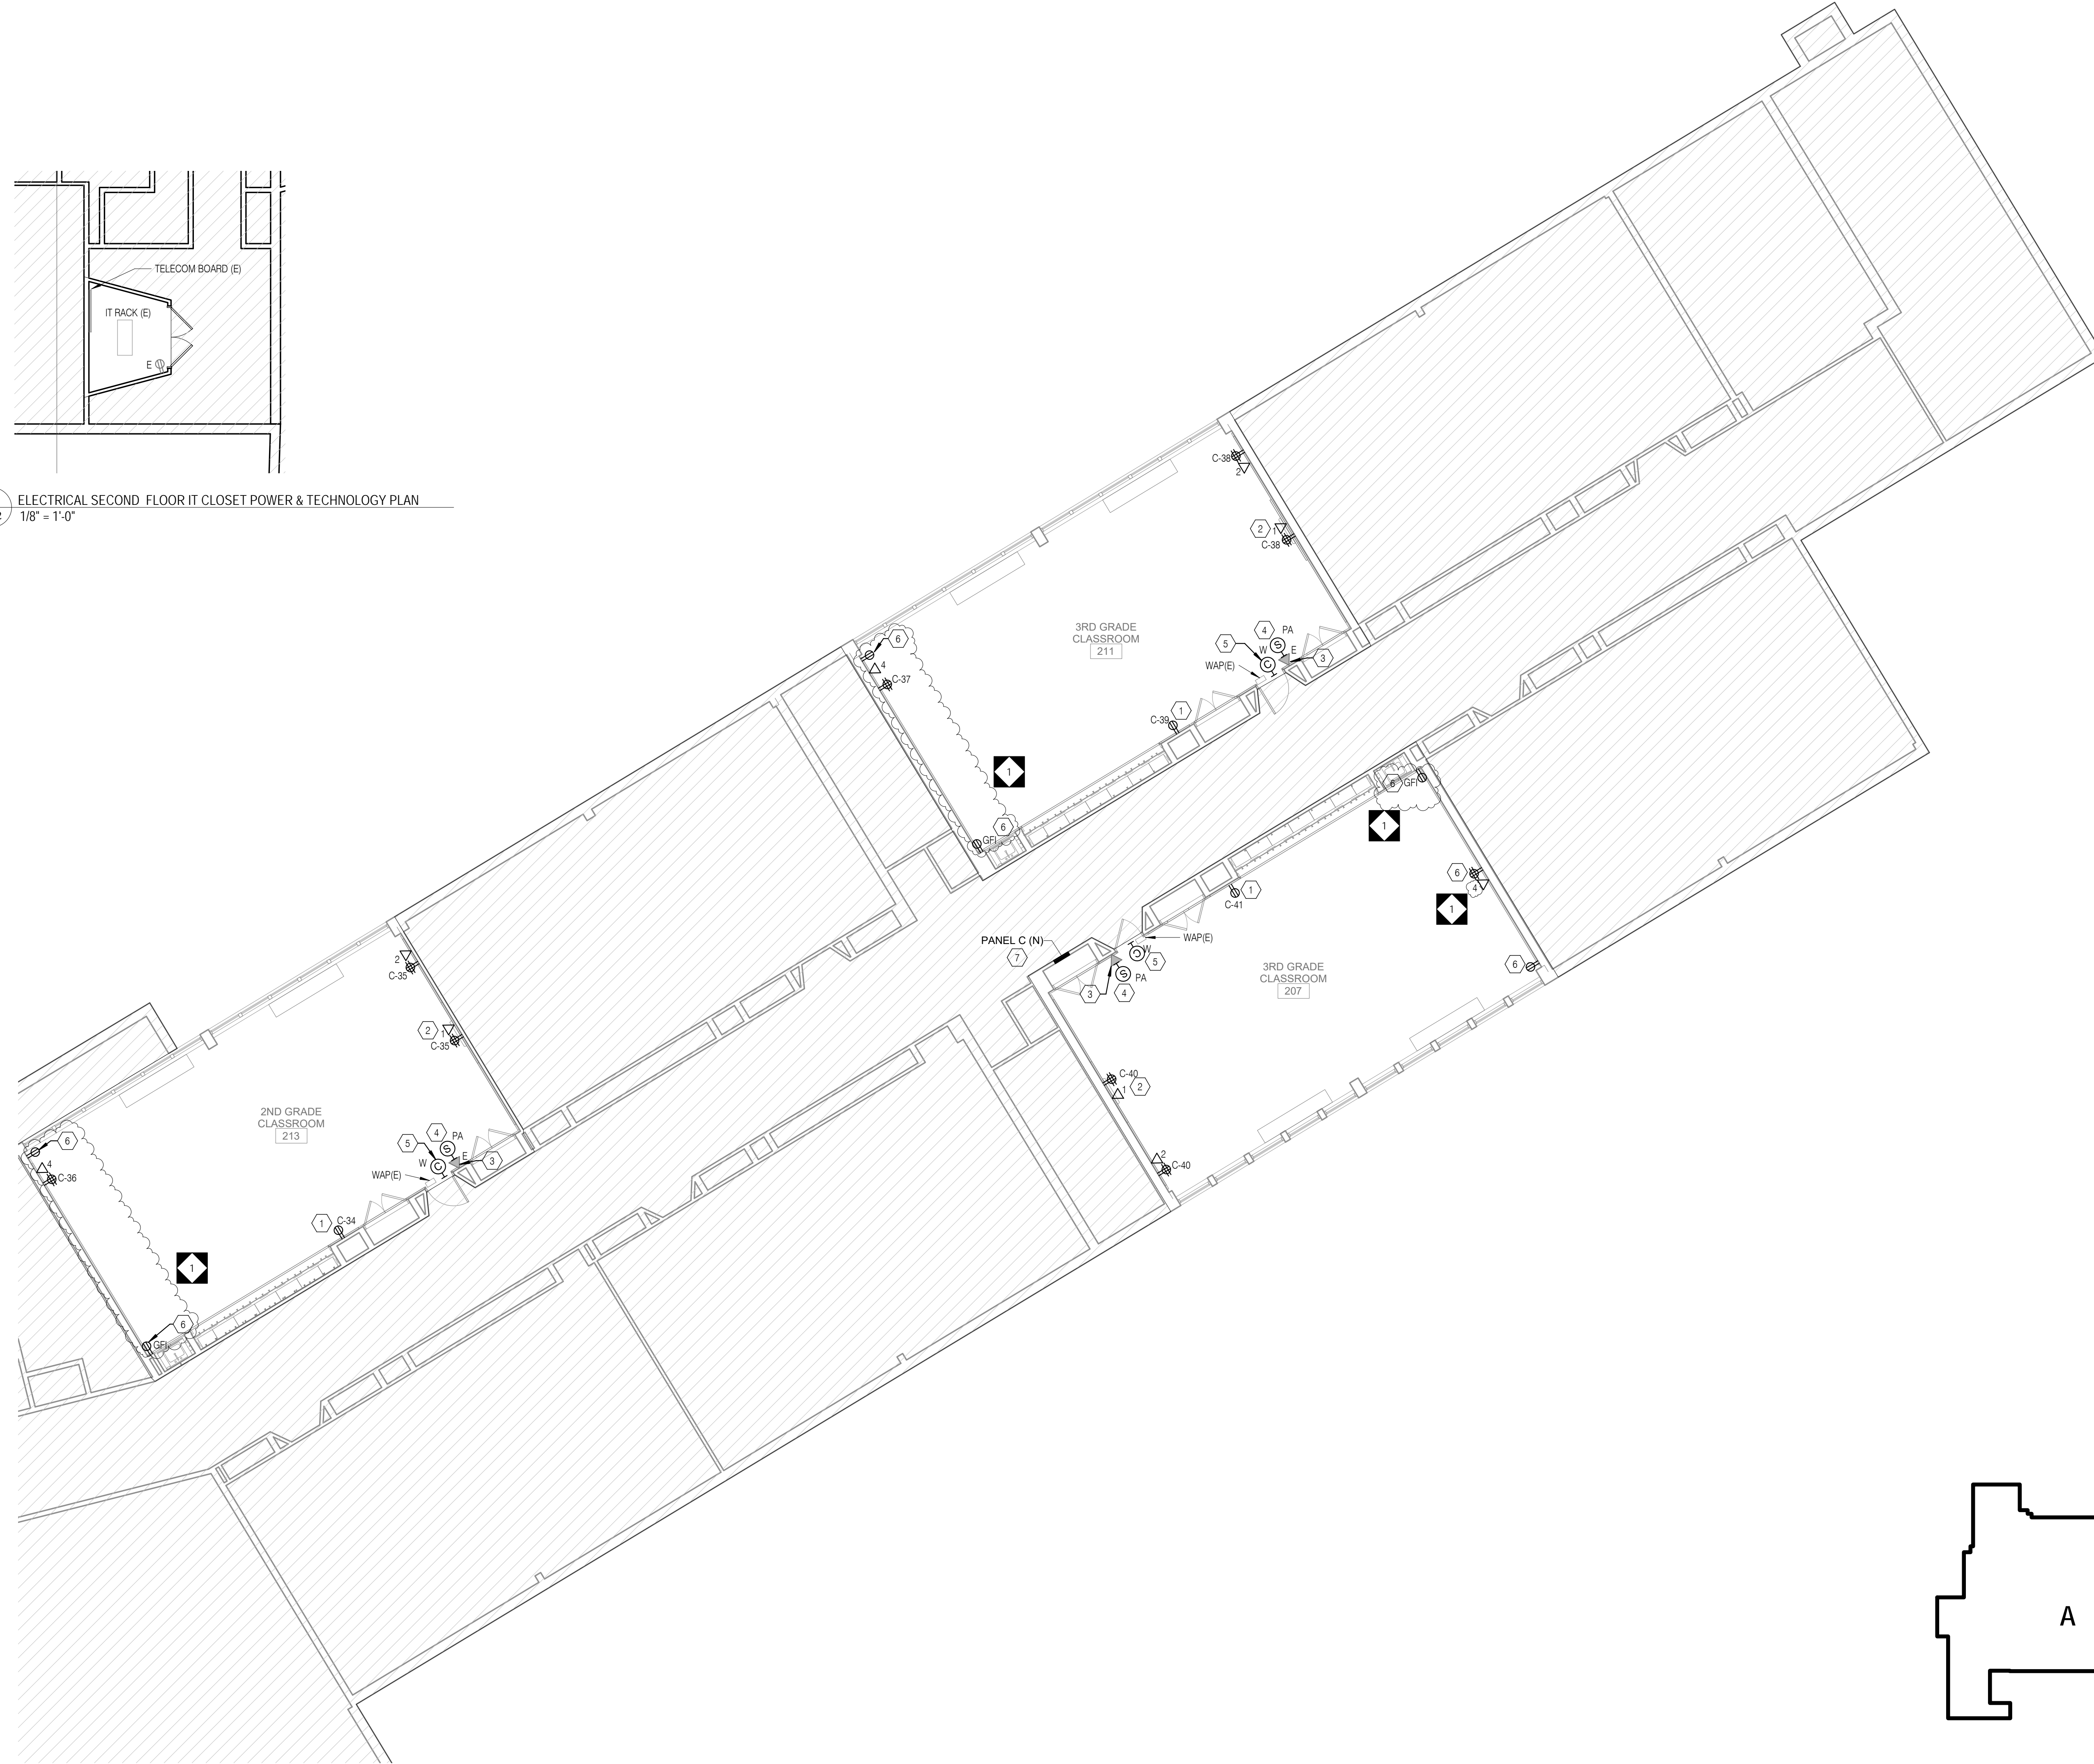 TELECOM BOARD (E)
IT RACK (E)
E
ELECTRICAL SECOND  FLOOR IT CLOSET POWER & TECHNOLOGY PLAN
1/8" = 1'-0"
C-38
2
2
1
C-38
3RD GRADE
CLASSROOM
211
6
4
C-37
4
PA
S
5
W
E
C
3
WAP(E)
1
C-39
1
6
GFI
6
GFI
1
6
4
1
1
C-41
PANEL C (N)
7
WAP(E)
W
C
5
S
PA
3
4
3RD GRADE
CLASSROOM
207
6
C-40
1
2
2
C-40
2
C-35
2
1
C-35
2ND GRADE
CLASSROOM
213
6
4
C-36
4
PA
S
5
W
E
C
3
WAP(E)
1
C-34
1
6
GFI
A